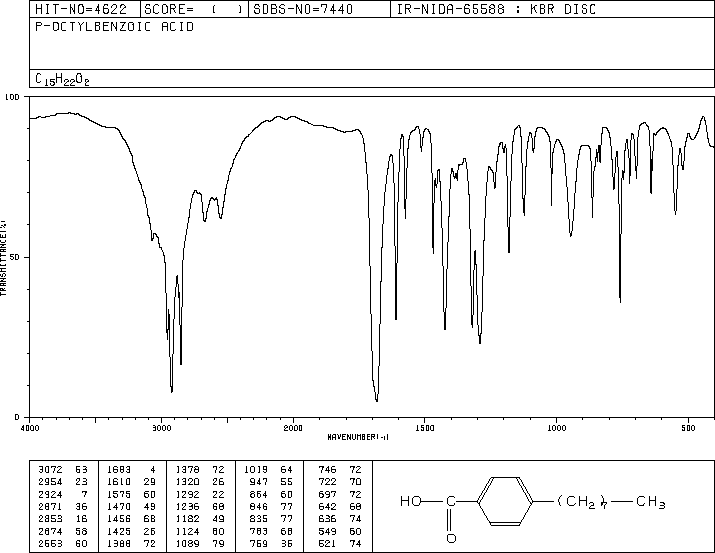 HIT-NO=4622 SCORE= ( ) SDBS-NO=7440 IR-NIDA-65588 : KBR DISC
P-OCTYLBENZOIC ACID
C15H22O2
100
TRANSMITTANCE(%)
50
0
4000 3000 2000 1500 1000 500
WAVENUMBER(-1)
3072 53 1683 4 1378 72 1019 64 746 72
2954 23 1610 29 1320 26 947 55 722 70
2924 7 1575 60 1292 22 864 60 697 72
2871 36 1470 49 1236 68 846 77 642 68
2853 16 1456 66 1182 49 835 77 636 74
2674 58 1425 26 1124 60 783 68 549 60
2553 60 1388 72 1089 79 759 35 521 74
HO C O (CH2)7 CH3